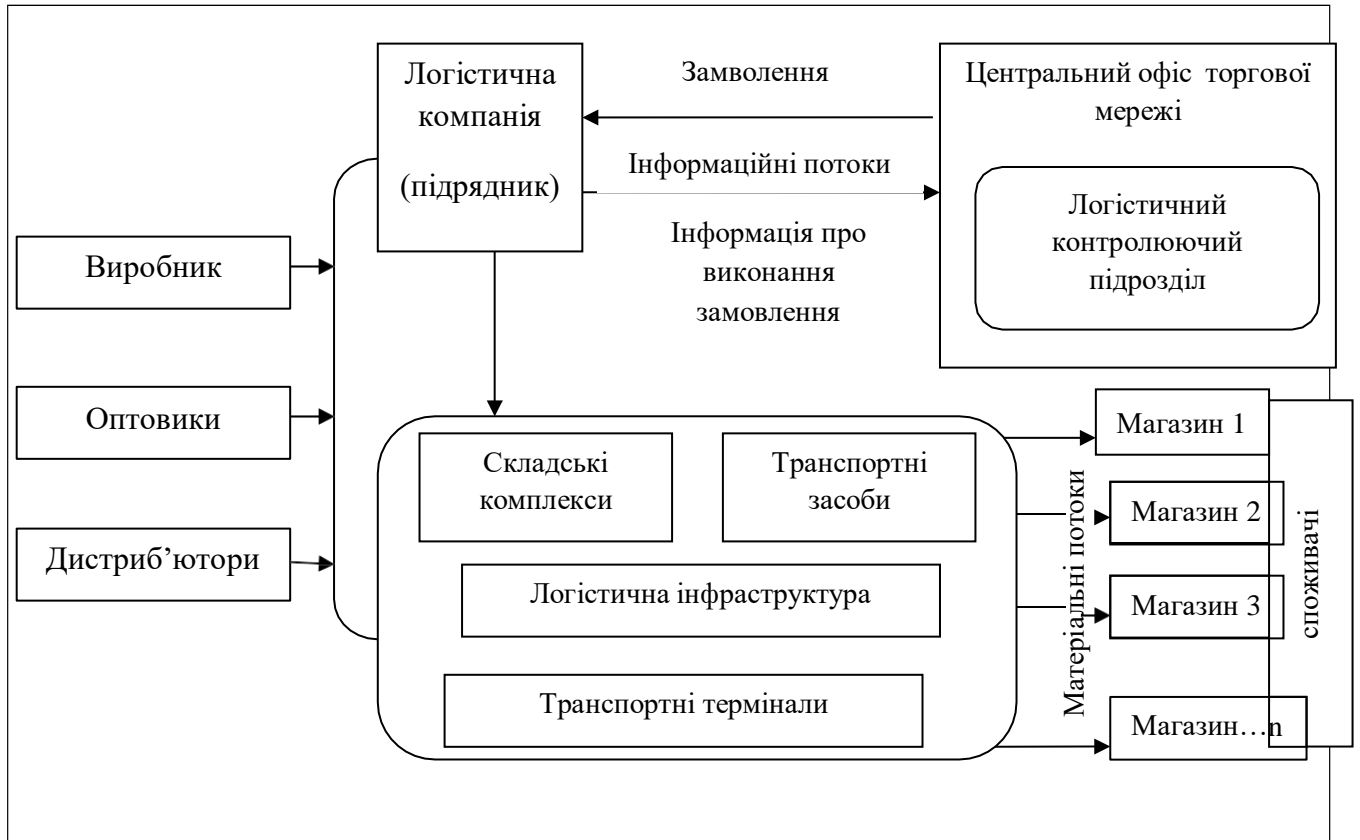 Логістична
компанія
(підрядник)
Замволення
Інформаційні потоки
Інформація про
виконання
замовлення
Центральний офіс торгової
мережі
Логістичний
контролюючий
підрозділ
Виробник
Оптовики
Дистриб’ютори
Складські
комплекси
Транспортні
засоби
Логістична інфраструктура
Транспортні термінали
Матеріальні потоки
Магазин 1
Магазин 2
Магазин 3
Магазин…n
споживачі